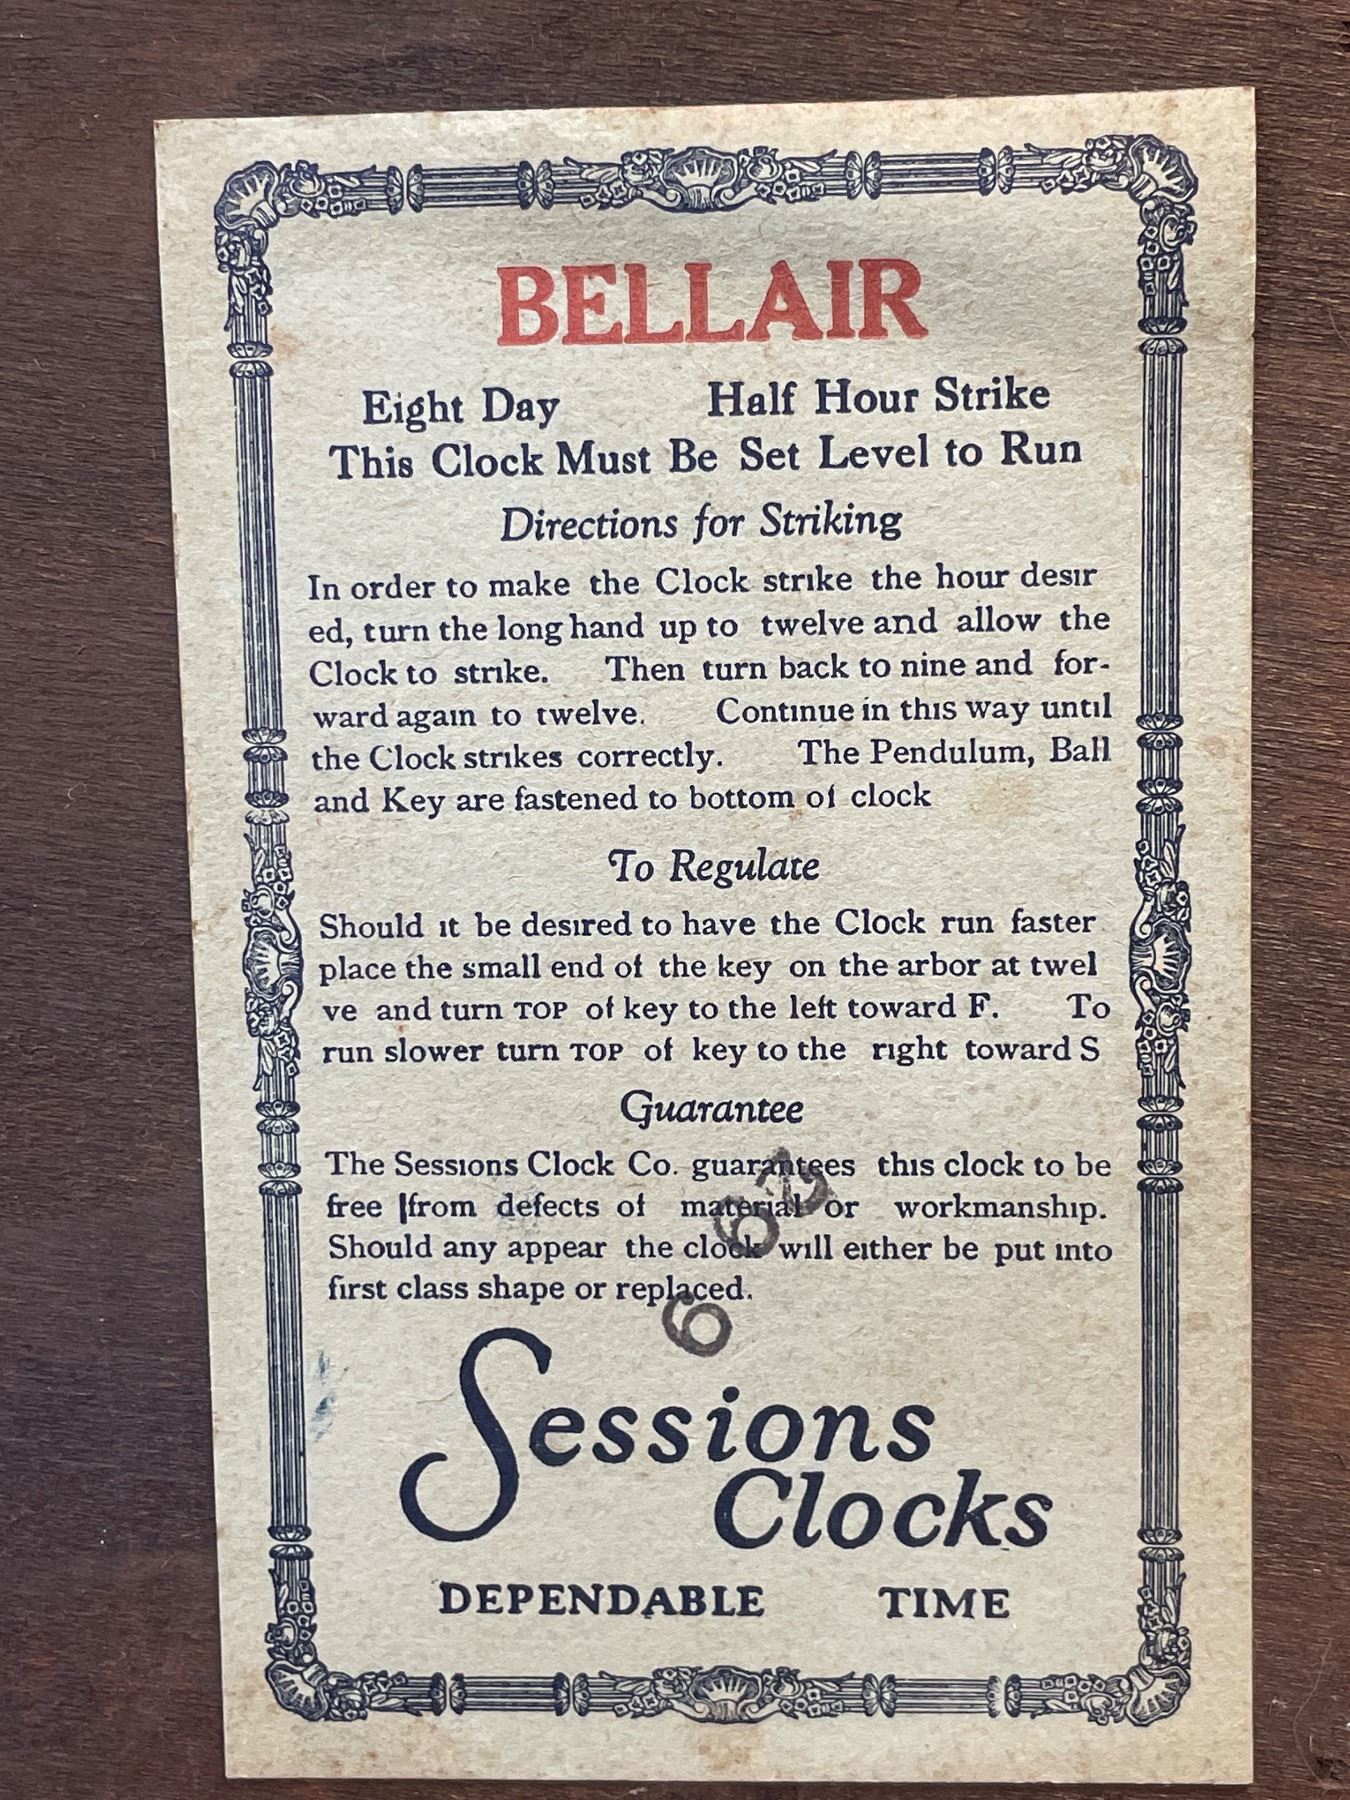 BELLAIR
Eight Day Half Hour Strike
This Clock Must Be Set Level to Run
Directions for Striking
In order to make the Clock strike the hour desir
ed, turn the long hand up to twelve and allow the
Clock to strike. Then turn back to nine and for-
ward again to twelve. Continue in this way until
the Clock strikes correctly. The Pendulum, Ball
and Key are fastened to bottom of clock
To Regulate
Should it be desired to have the Clock run faster
place the small end of the key on the arbor at twel
ve and turn TOP of key to the left toward F. To
run slower turn TOP of key to the right toward S
Guarantee
The Sessions Clock Co. guarantees this clock to be
free |from defects of material or workmanship.
Should any appear the clock will either be put into
first class shape or replaced.
Sessions
Clocks
DEPENDABLE TIME